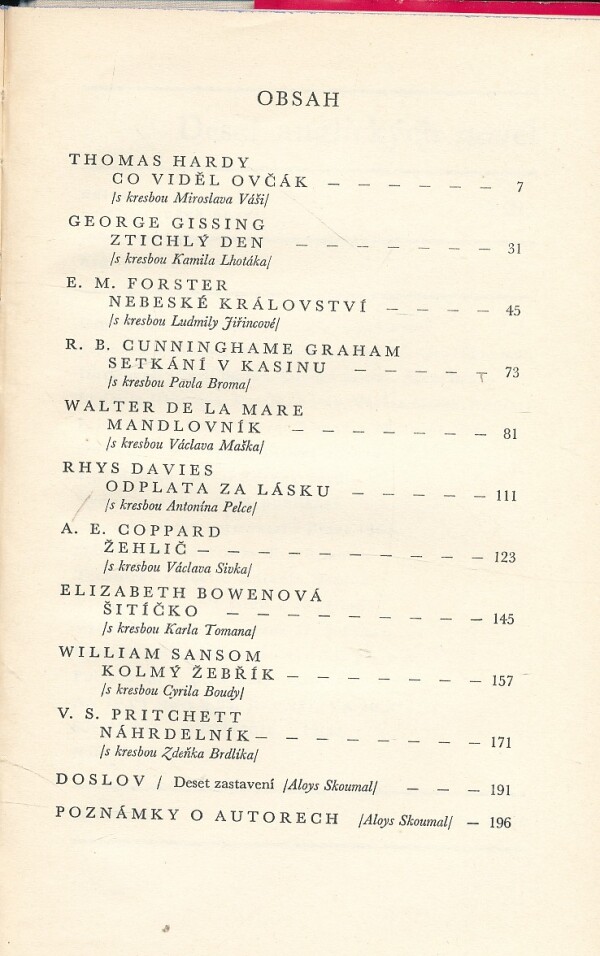 OBSAH
THOMAS HARDY
CO VIDĚL OVČÁK — — — — — — 7
/s kresbou Miroslava Váši/
GEORGE GISSING
ZTICHLÝ DEN — — — — — — — 31
/s kresbou Kamila Lhotáka/
E. M. FORSTER
NEBESKÉ KRÁLOVSTVÍ — — — — 45
/s kresbou Ludmily Jiřincové/
R. B. CUNNINGHAME GRAHAM
SETKÁNÍ V KASINU — — — — — 73
/s kresbou Pavla Broma/
WALTER DE LA MARE
MANDLOVNÍK — — — — — — — 81
/s kresbou Václava Maška/
RHYS DAVIES
ODPLATA ZA LÁSKU — — — — — 111
/s kresbou Antonína Pelce/
A. E. COPPARD
ŽEHLIČ — — — — — — — — — — 123
/s kresbou Václava Sivka/
ELIZABETH BOWENOVÁ
ŠITÍČKO — — — — — — — — — 145
/s kresbou Karla Tomana/
WILLIAM SANSOM
KOLMÝ ŽEBŘÍK — — — — — — — 157
/s kresbou Cyrila Boudy/
V. S. PRITCHETT
NÁHRDELNÍK — — — — — — — — 171
/s kresbou Zdeňka Brdlíka/
DOSLOV / Deset zastavení /Aloys Skoumal/ — — — 191
POZNÁMKY O AUTORECH /Aloys Skoumal/ — 196